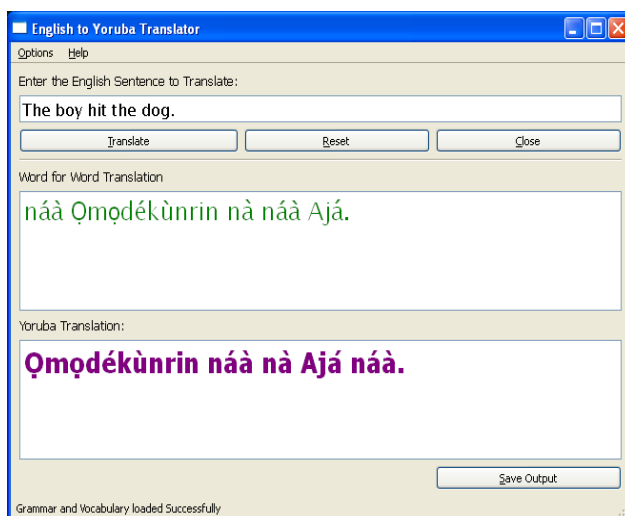 English to Yoruba Translator
Options Help
Enter the English Sentence to Translate:
The boy hit the dog.
Translate Reset Close
Word for Word Translation
náà Ọmọdékùnrin nà náà Ajá.
Yoruba Translation:
Ọmọdékùnrin náà nà Ajá náà.
Save Output
Grammar and Vocabulary loaded Successfully